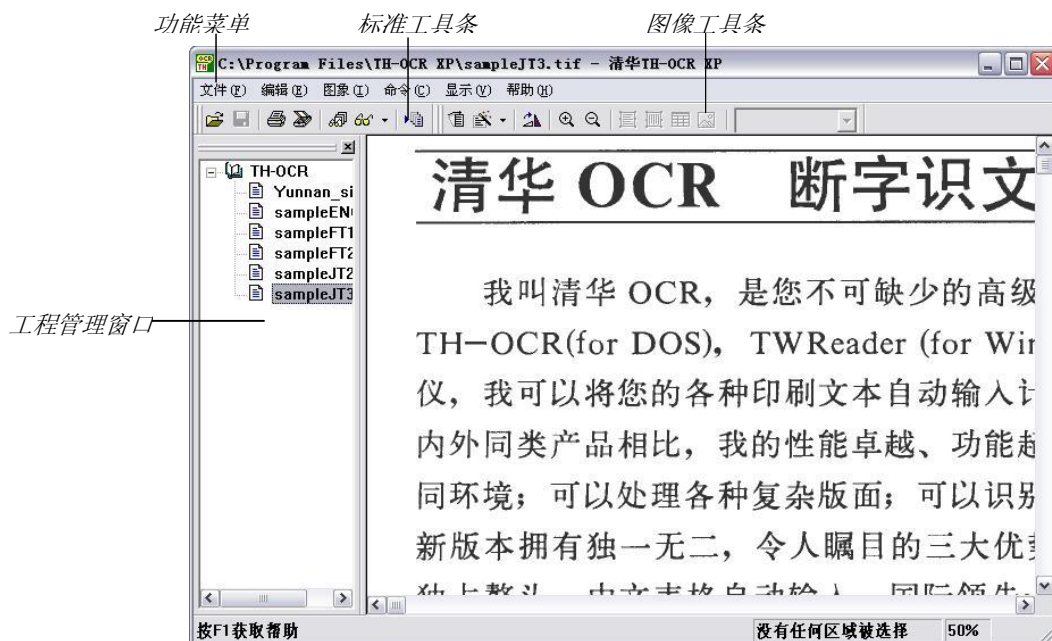 功能菜单 标准工具条 图像工具条
C:\Program Files\TH-OCR XP\sampleJT3.tif - 清华TH-OCR XP
文件(F) 编辑(E) 图象(I) 命令(C) 显示(V) 帮助(H)
TH-OCR
Yunnan_si
sampleEN
sampleFT1
sampleFT2
sampleJT2
sampleJT3
工程管理窗口
清华 OCR 断字识文
我叫清华 OCR，是您不可缺少的高级
TH-OCR(for DOS)，TWReader (for Win
仪，我可以将您的各种印刷文本自动输入计
内外同类产品相比，我的性能卓越、功能超
同环境；可以处理各种复杂版面；可以识别
新版本拥有独一无二，令人瞩目的三大优势
按F1获取帮助 没有任何区域被选择 50%